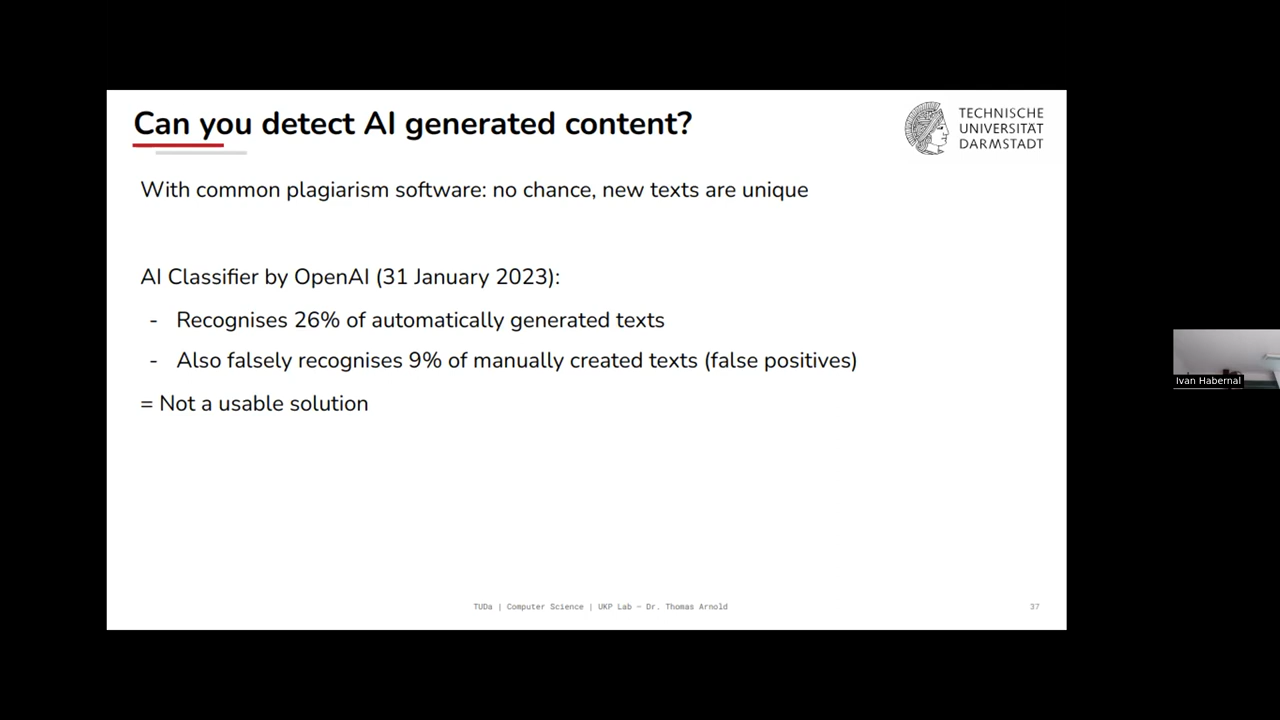 Can you detect AI generated content?
TECHNISCHE
UNIVERSITÄT
DARMSTADT
With common plagiarism software: no chance, new texts are unique
AI Classifier by OpenAI (31 January 2023):
- Recognises 26% of automatically generated texts
- Also falsely recognises 9% of manually created texts (false positives)
= Not a usable solution
Ivan Habernal
TUDa | Computer Science | UKP Lab – Dr. Thomas Arnold
37